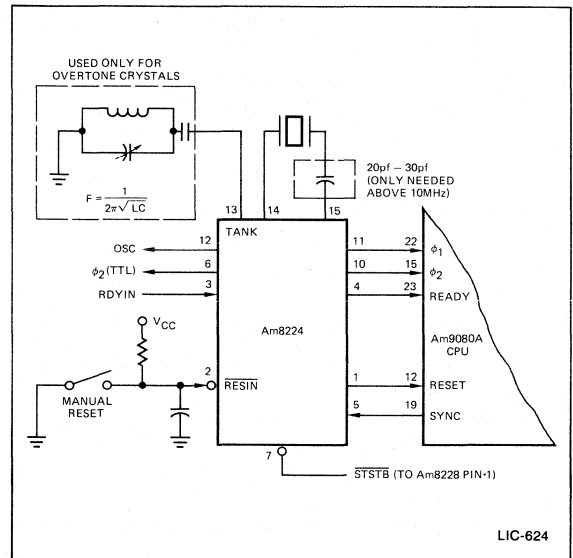 USED ONLY FOR
OVERTONE CRYSTALS
F = 1
2π√LC
20pf – 30pf
(ONLY NEEDED
ABOVE 10MHz)
13
14
15
TANK
OSC
12
11
22
ϕ1
ϕ2(TTL)
6
10
15
ϕ2
RDYIN
3
4
23
READY
VCC
Am8224
Am9080A
CPU
2
RESIN
1
12
RESET
MANUAL
RESET
5
19
SYNC
7
STSTB (TO Am8228 PIN-1)
LIC-624